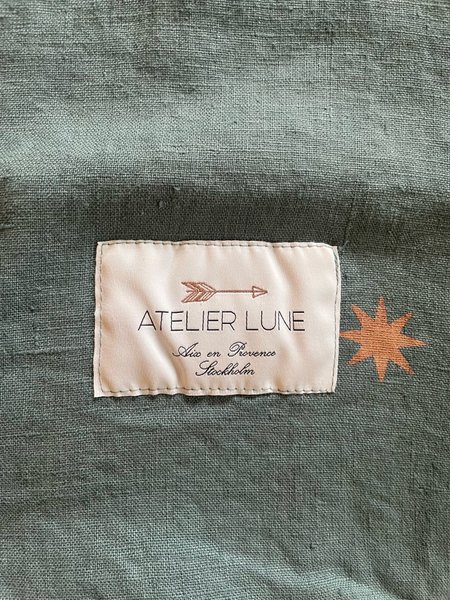 ATELIER LUNE
Aix en Provence
Stockholm